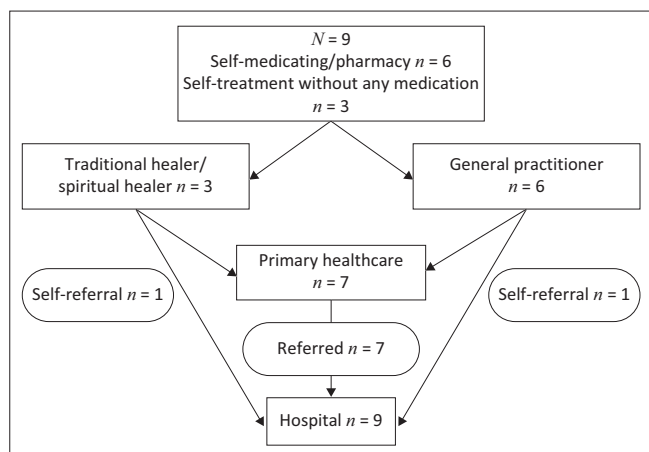 N = 9
Self-medicating/pharmacy n = 6
Self-treatment without any medication
n = 3
Traditional healer/
spiritual healer n = 3
General practitioner
n = 6
Primary healthcare
n = 7
Self-referral n = 1
Self-referral n = 1
Referred n = 7
Hospital n = 9